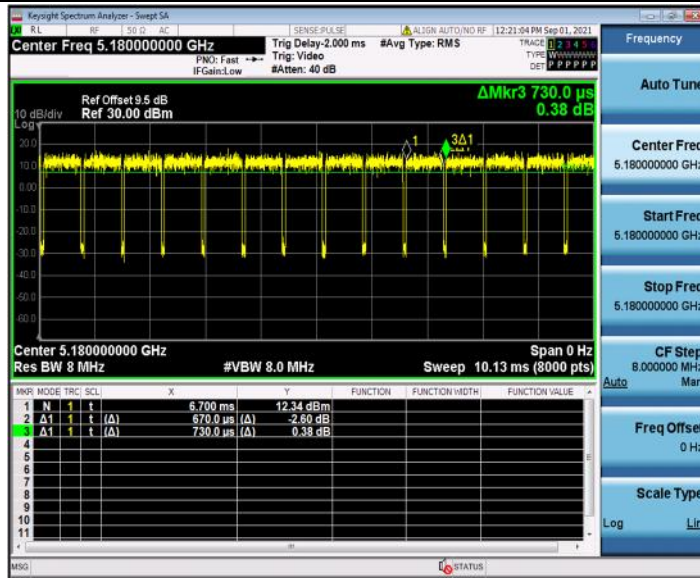 Keysight Spectrum Analyzer - Swept SA
RL RF 50 Ω AC SENSE:PULSE ALIGN AUTO/NO RF 12:21:04 PM Sep 01, 2021
Center Freq 5.180000000 GHz
PNO: Fast
IFGain:Low
Trig Delay-2.000 ms
Trig: Video
#Atten: 40 dB
#Avg Type: RMS
TRACE 1 2 3 4 5 6
TYPE WWWWWW
DET P P P P P P
Ref Offset 9.5 dB
Ref 30.00 dBm
10 dB/div
Log
ΔMkr3 730.0 µs
0.38 dB
20.0
10.0
0.00
-10.0
-20.0
-30.0
-40.0
-50.0
-60.0
1
3Δ1
Center 5.180000000 GHz
Res BW 8 MHz
#VBW 8.0 MHz
Span 0 Hz
Sweep 10.13 ms (8000 pts)
MKR MODE TRC SCL X Y FUNCTION FUNCTION WIDTH FUNCTION VALUE
1 N 1 t 6.700 ms 12.34 dBm
2 Δ1 1 t (Δ) 670.0 µs (Δ) -2.60 dB
3 Δ1 1 t (Δ) 730.0 µs (Δ) 0.38 dB
4
5
6
7
8
9
10
11
MSG
STATUS
Frequency
Auto Tune
Center Freq
5.180000000 GHz
Start Freq
5.180000000 GHz
Stop Freq
5.180000000 GHz
CF Step
8.000000 MHz
Auto Man
Freq Offset
0 Hz
Scale Type
Log Lin